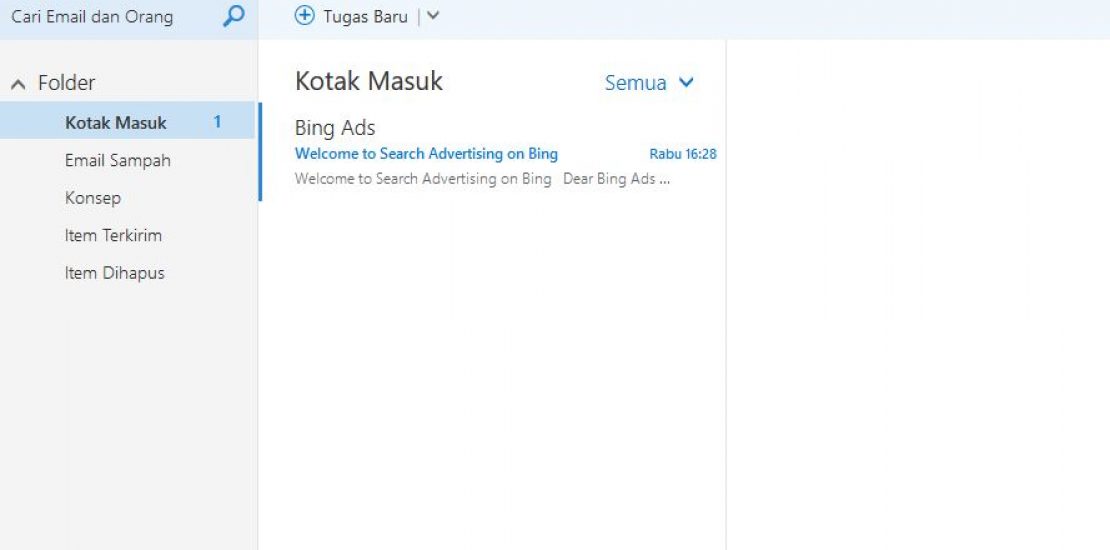 Cari Email dan Orang
Tugas Baru
Folder
Kotak Masuk 1
Email Sampah
Konsep
Item Terkirim
Item Dihapus
Kotak Masuk Semua
Bing Ads
Welcome to Search Advertising on Bing Rabu 16:28
Welcome to Search Advertising on Bing Dear Bing Ads ...